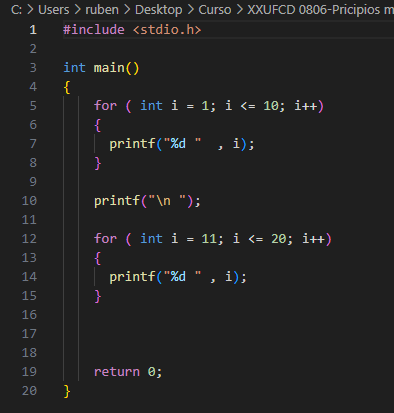 C: > Users > ruben > Desktop > Curso > XXUFCD 0806-Pricipios m
1 #include <stdio.h>
2
3 int main()
4 {
5     for ( int i = 1; i <= 10; i++)
6     {
7       printf("%d "  , i);
8     }
9
10     printf("\n ");
11
12     for ( int i = 11; i <= 20; i++)
13     {
14       printf("%d " , i);
15     }
16
17
18
19     return 0;
20 }